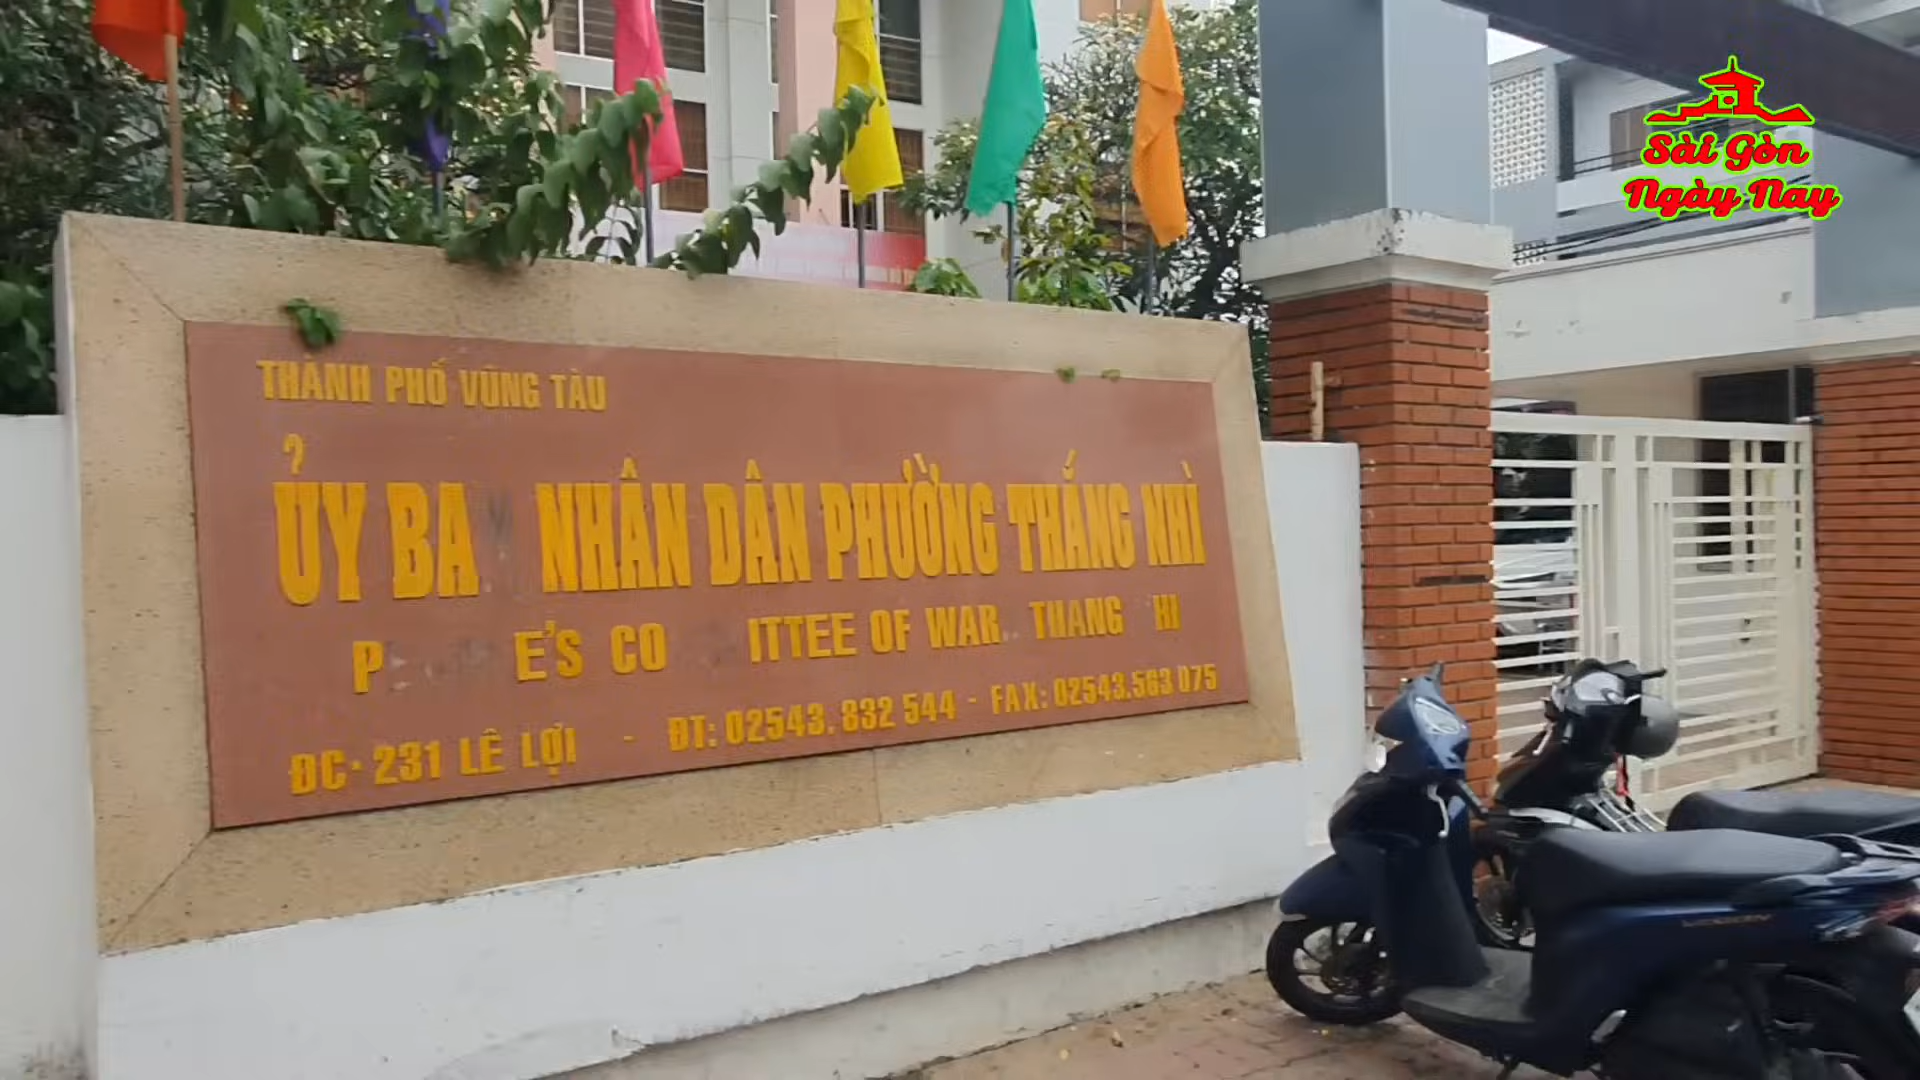 Sài Gòn
Ngày Nay
THÀNH PHỐ VŨNG TÀU
ỦY BA NHÂN DÂN PHƯỜNG THẮNG NHÌ
P E'S CO ITTEE OF WAR THANG HI
ĐC: 231 LÊ LỢI - ĐT: 02543.832 544 - FAX: 02543.563 075